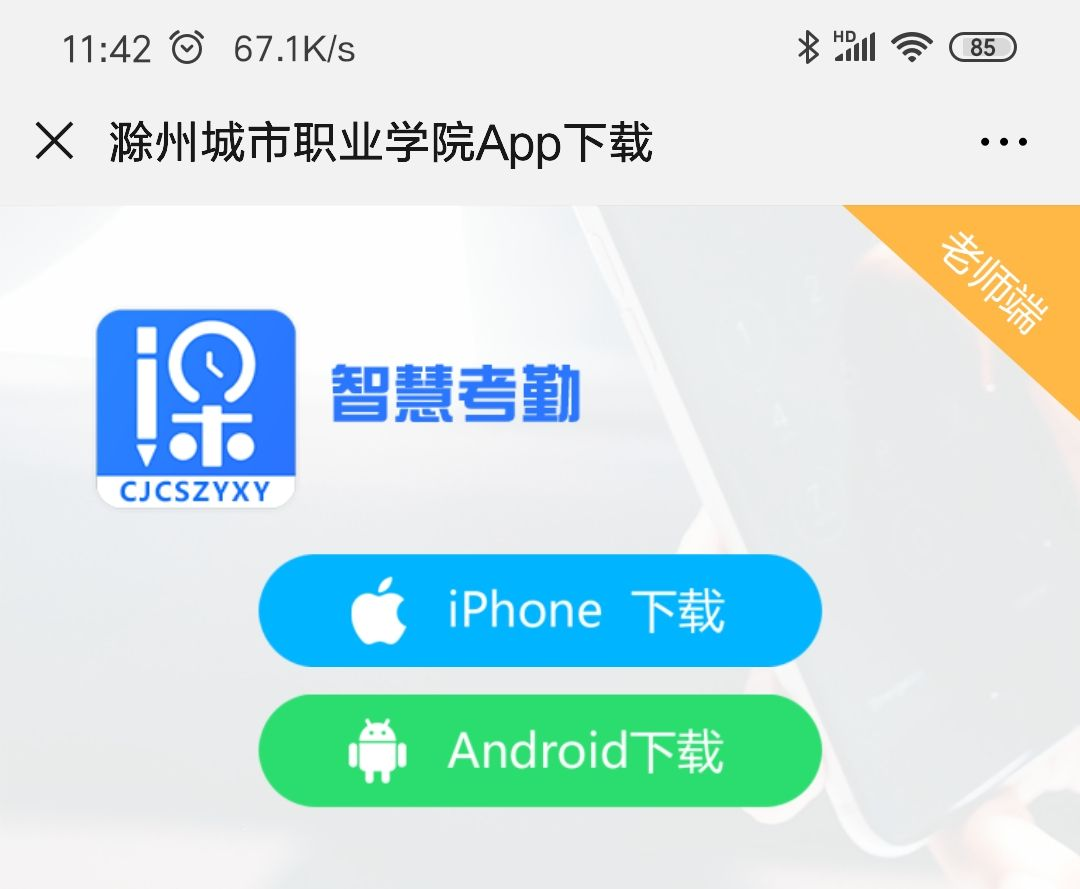 11:42 67.1K/s HD 85
滁州城市职业学院App下载
老师端
课
智慧考勤
CJCSZYXY
iPhone 下载
Android下载